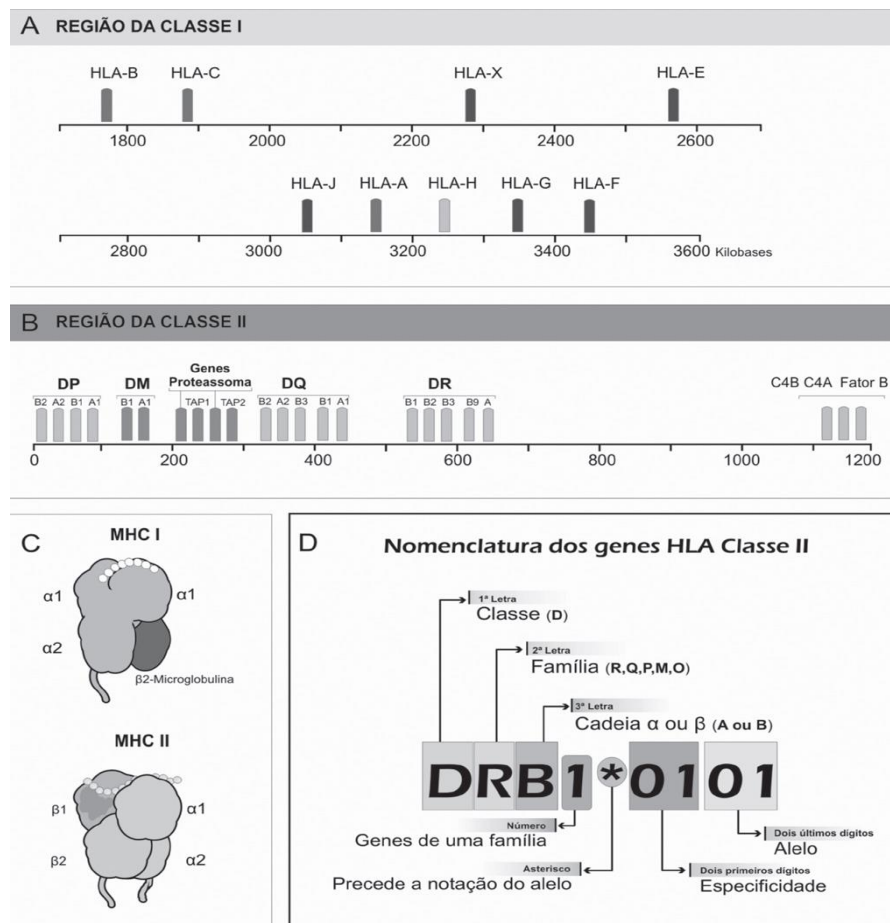 A REGIÃO DA CLASSE I
HLA-B HLA-C HLA-X HLA-E
1800 2000 2200 2400 2600
HLA-J HLA-A HLA-H HLA-G HLA-F
2800 3000 3200 3400 3600 Kilobases
B REGIÃO DA CLASSE II
DP DM Genes Proteassoma DQ DR C4B C4A Fator B
B2 A2 B1 A1 B1 A1 TAP1 TAP2 B2 A2 B3 B1 A1 B1 B2 B3 B9 A
0 200 400 600 800 1000 1200
C
MHC I
α1 α1
α2
β2-Microglobulina
MHC II
β1 α1
β2 α2
D Nomenclatura dos genes HLA Classe II
1ª Letra
Classe (D)
2ª Letra
Família (R,Q,P,M,O)
3ª Letra
Cadeia α ou β (A ou B)
DRB1*0101
Número
Genes de uma família
Dois últimos dígitos
Alelo
Asterísco
Precede a notação do alelo
Dois primeiros dígitos
Especificidade